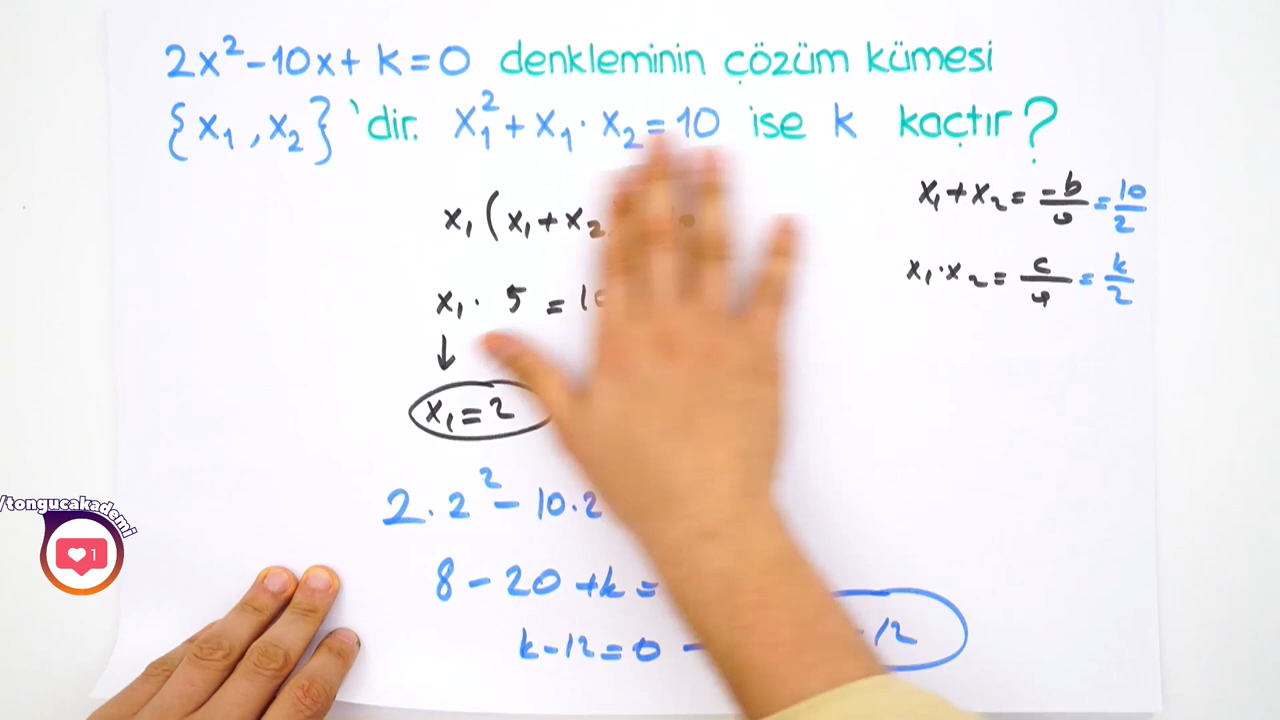 2x²-10x+k=0 denkleminin çözüm kümesi
{x₁,x₂}'dir. x₁²+x₁·x₂=10 ise k kaçtır?
x₁+x₂=-b/a=10/2
x₁(x₁+x₂
x₁·x₂=c/a=k/2
x₁·5=10
↓
x₁=2
2·2²-10·2
8-20+k=
k-12=0 - 12
/tongucakademi
1